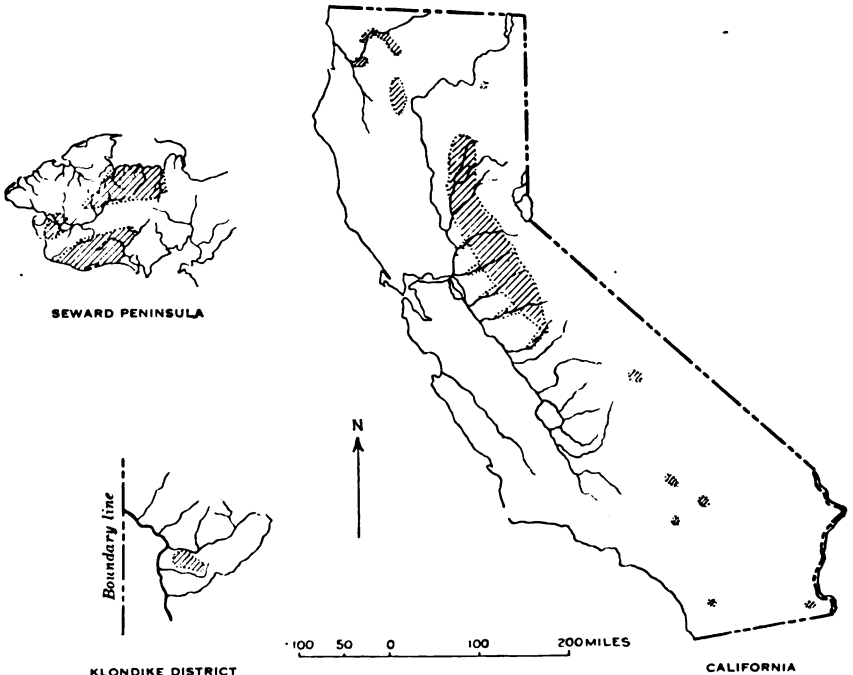 SEWARD PENINSULA
N
Boundary line
100 50 0 100 200 MILES
KLONDIKE DISTRICT
CALIFORNIA